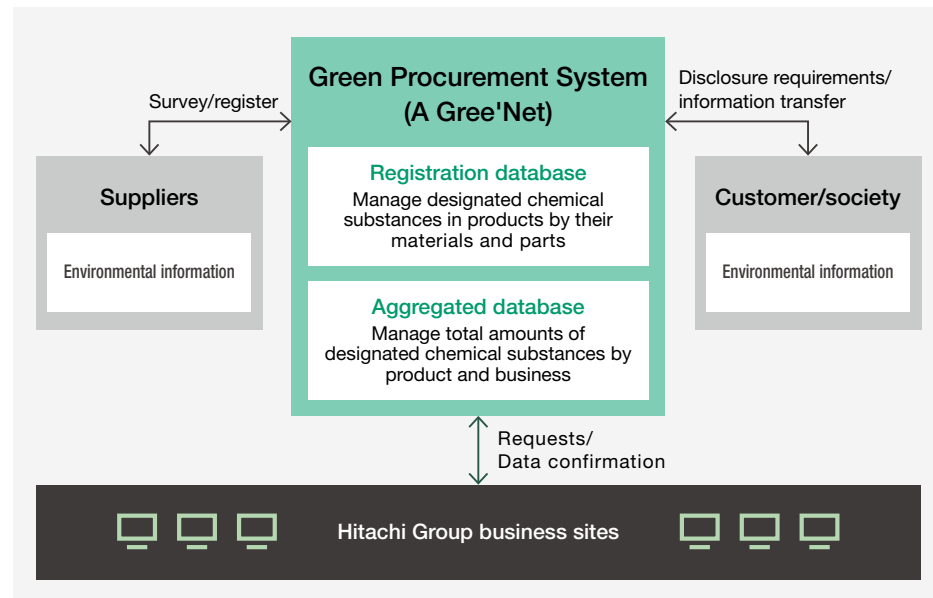 Green Procurement System
(A Gree'Net)
Survey/register
Disclosure requirements/
information transfer
Suppliers
Environmental information
Registration database
Manage designated chemical
substances in products by their
materials and parts
Aggregated database
Manage total amounts of
designated chemical substances by
product and business
Customer/society
Environmental information
Requests/
Data confirmation
Hitachi Group business sites